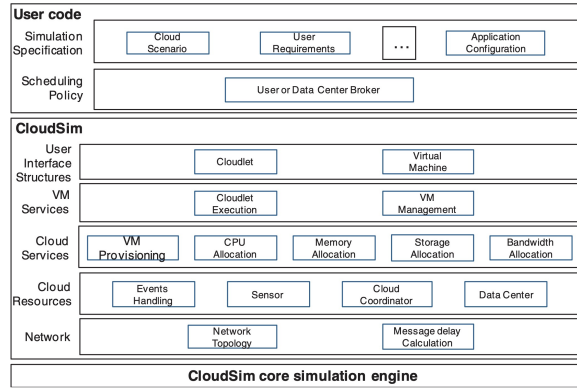 User code
Simulation
Specification
Cloud
Scenario
User
Requirements
...
Application
Configuration
Scheduling
Policy
User or Data Center Broker
CloudSim
User
Interface
Structures
Cloudlet
Virtual
Machine
VM
Services
Cloudlet
Execution
VM
Management
Cloud
Services
VM
Provisioning
CPU
Allocation
Memory
Allocation
Storage
Allocation
Bandwidth
Allocation
Cloud
Resources
Events
Handling
Sensor
Cloud
Coordinator
Data Center
Network
Network
Topology
Message delay
Calculation
CloudSim core simulation engine